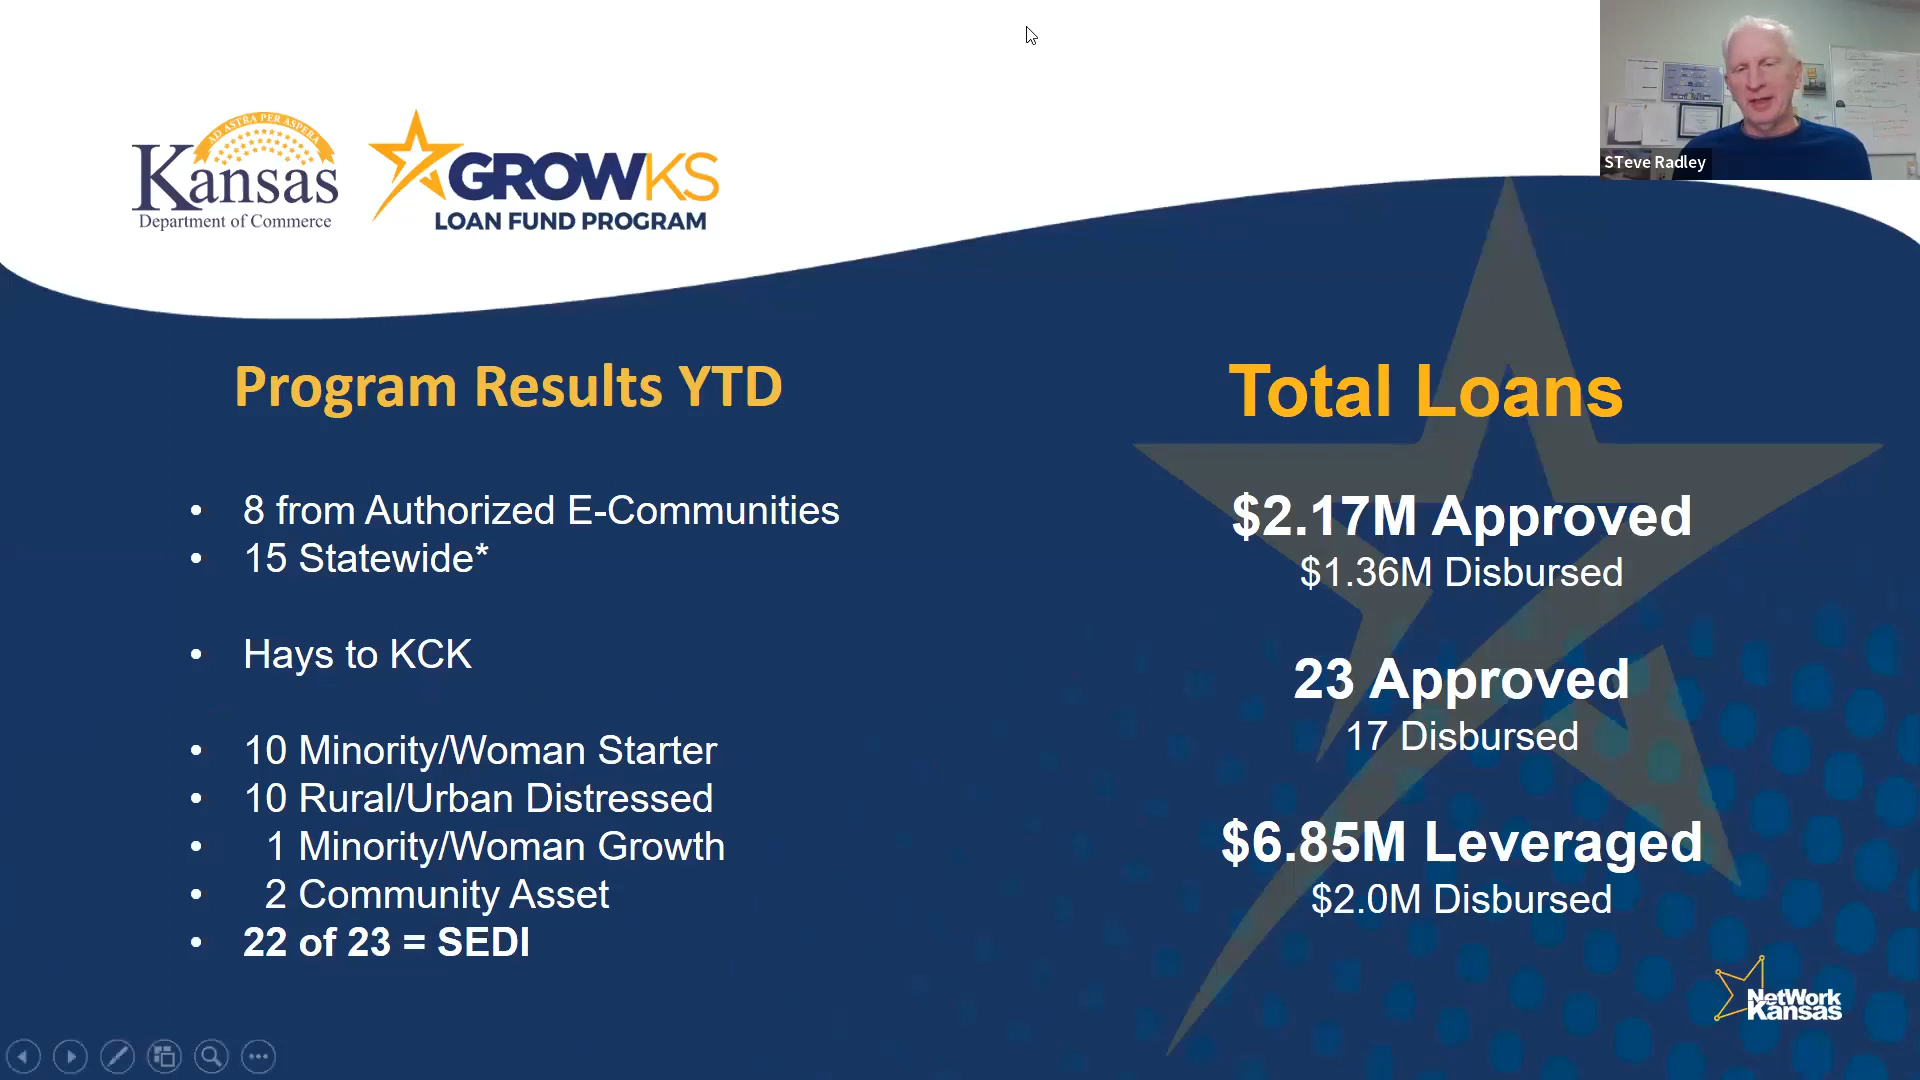 STeve Radley
AD ASTRA PER ASPERA
Kansas
Department of Commerce
GROWKS
LOAN FUND PROGRAM
Program Results YTD
• 8 from Authorized E-Communities
• 15 Statewide*
• Hays to KCK
• 10 Minority/Woman Starter
• 10 Rural/Urban Distressed
• 1 Minority/Woman Growth
• 2 Community Asset
• 22 of 23 = SEDI
Total Loans
$2.17M Approved
$1.36M Disbursed
23 Approved
17 Disbursed
$6.85M Leveraged
$2.0M Disbursed
NetWork
Kansas